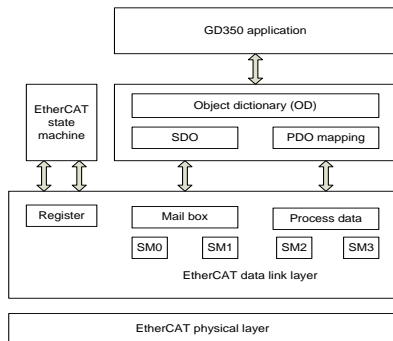 GD350 application
EtherCAT
state
machine
Object dictionary (OD)
SDO
PDO mapping
Register
Mail box
Process data
SM0
SM1
SM2
SM3
EtherCAT data link layer
EtherCAT physical layer